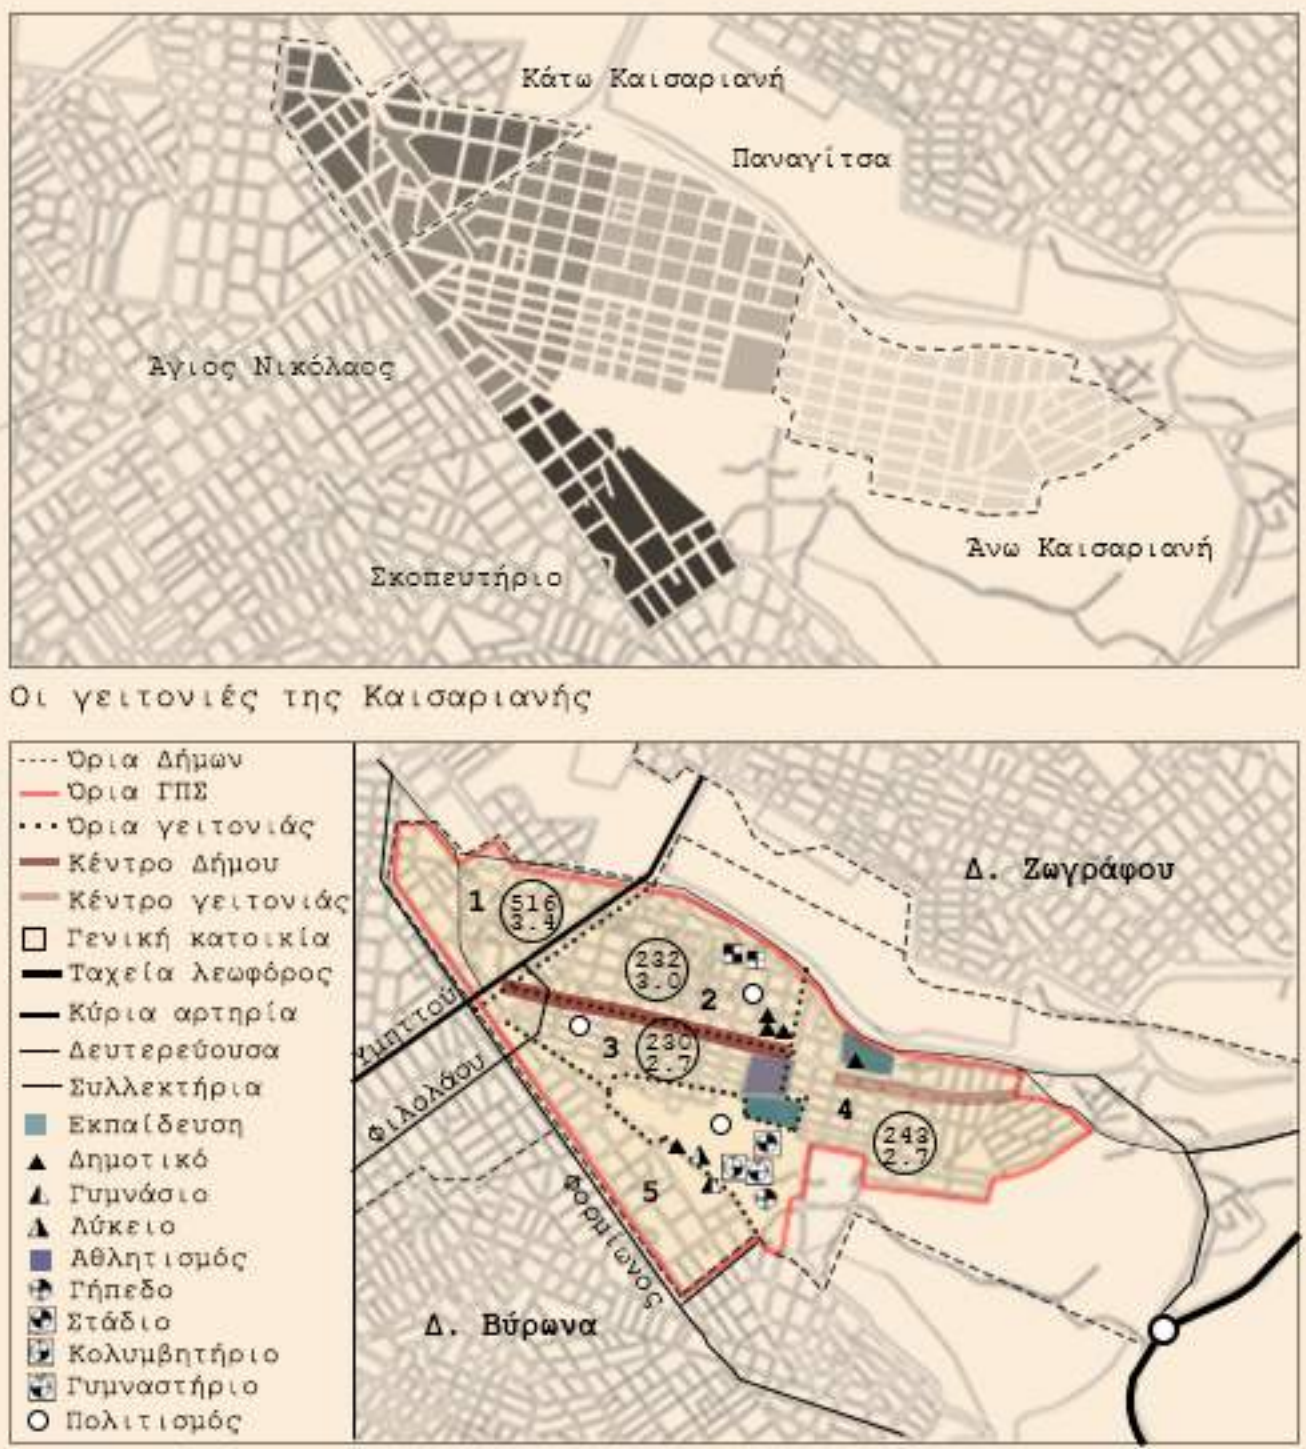 Κάτω Καισαριανή
Παναγίτσα
Άγιος Νικόλαος
Άνω Καισαριανή
Σκοπευτήριο
Οι γειτονιές της Καισαριανής
Όρια Δήμων
Όρια ΓΠΣ
Όρια γειτονιάς
Κέντρο Δήμου
Κέντρο γειτονιάς
Γενική κατοικία
Ταχεία λεωφόρος
Κύρια αρτηρία
Δευτερεύουσα
Συλλεκτήρια
Εκπαίδευση
Δημοτικό
Γυμνάσιο
Λύκειο
Αθλητισμός
Γήπεδο
Στάδιο
Κολυμβητήριο
Γυμναστήριο
Πολιτισμός
Δ. Ζωγράφου
1
516
3.4
232
3.0
2
3
230
2.7
4
243
2.7
5
Υμηττού
Φιλολάου
Φορμίωνος
Δ. Βύρωνα